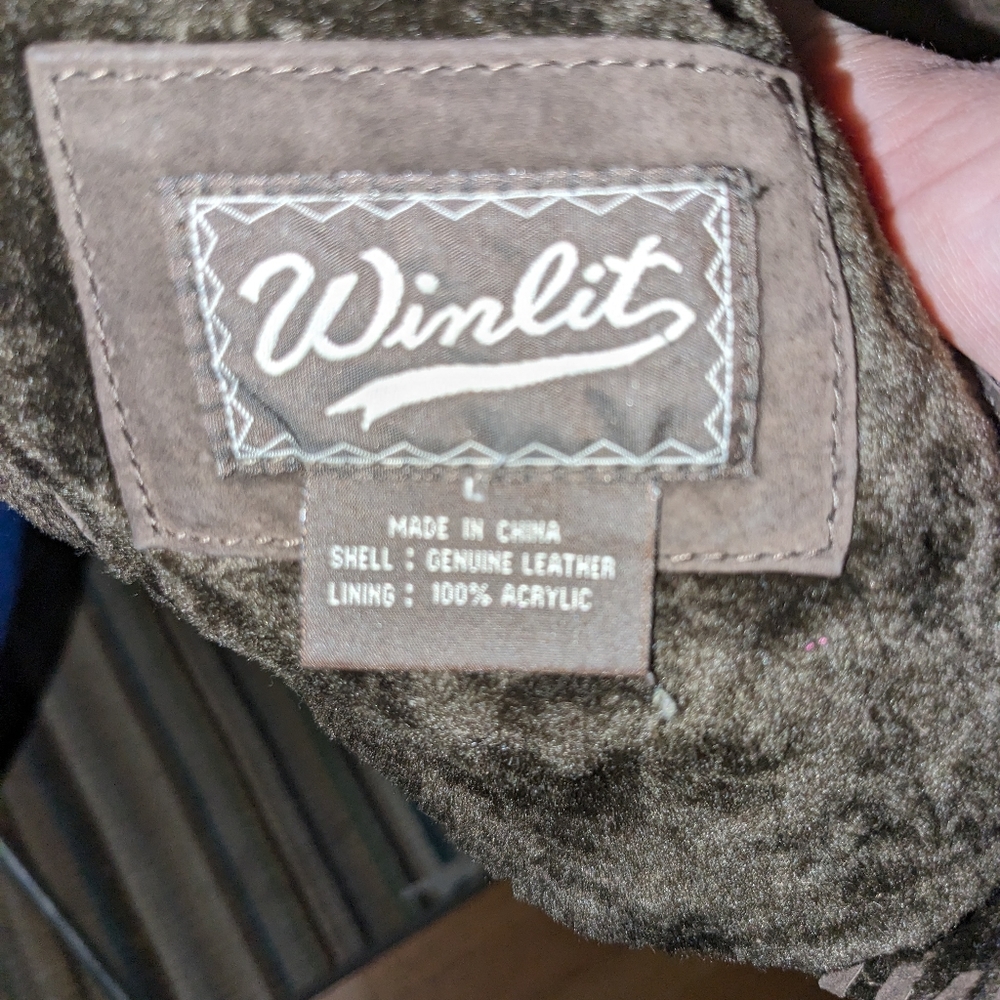 Winlit
L
MADE IN CHINA
SHELL : GENUINE LEATHER
LINING : 100% ACRYLIC